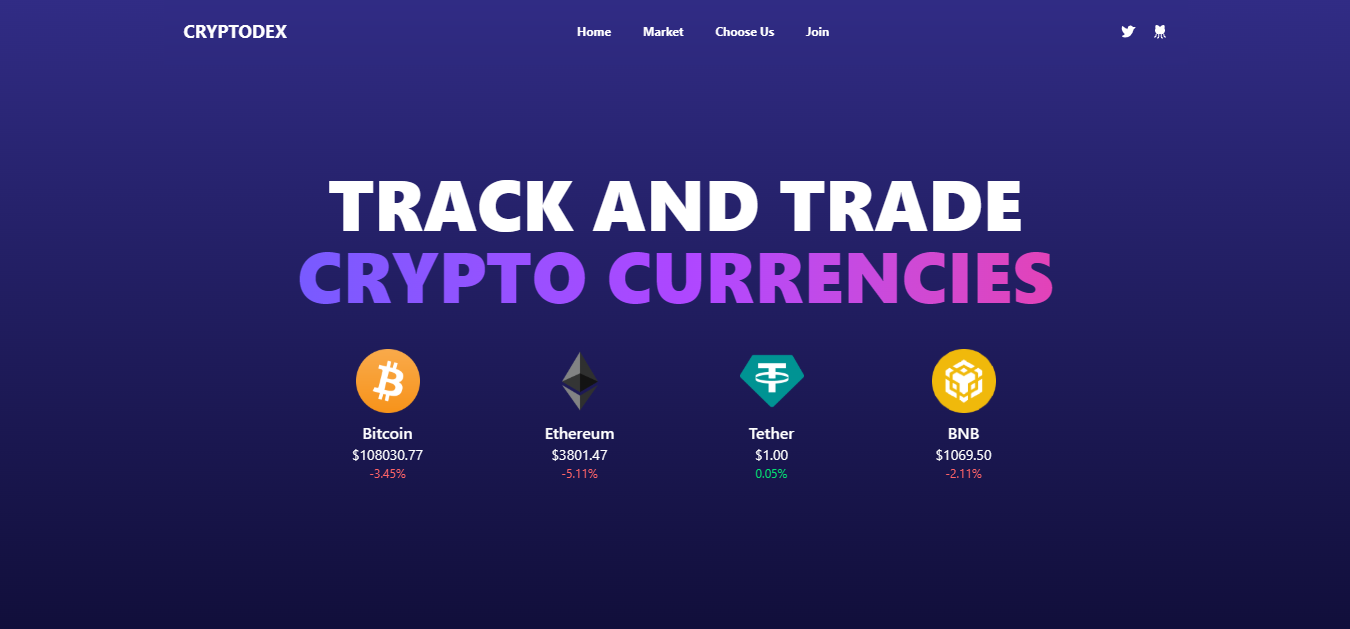 CRYPTODEX
Home Market Choose Us Join
TRACK AND TRADE
CRYPTO CURRENCIES
Bitcoin Ethereum Tether BNB
$108030.77 $3801.47 $1.00 $1069.50
-3.45% -5.11% 0.05% -2.11%